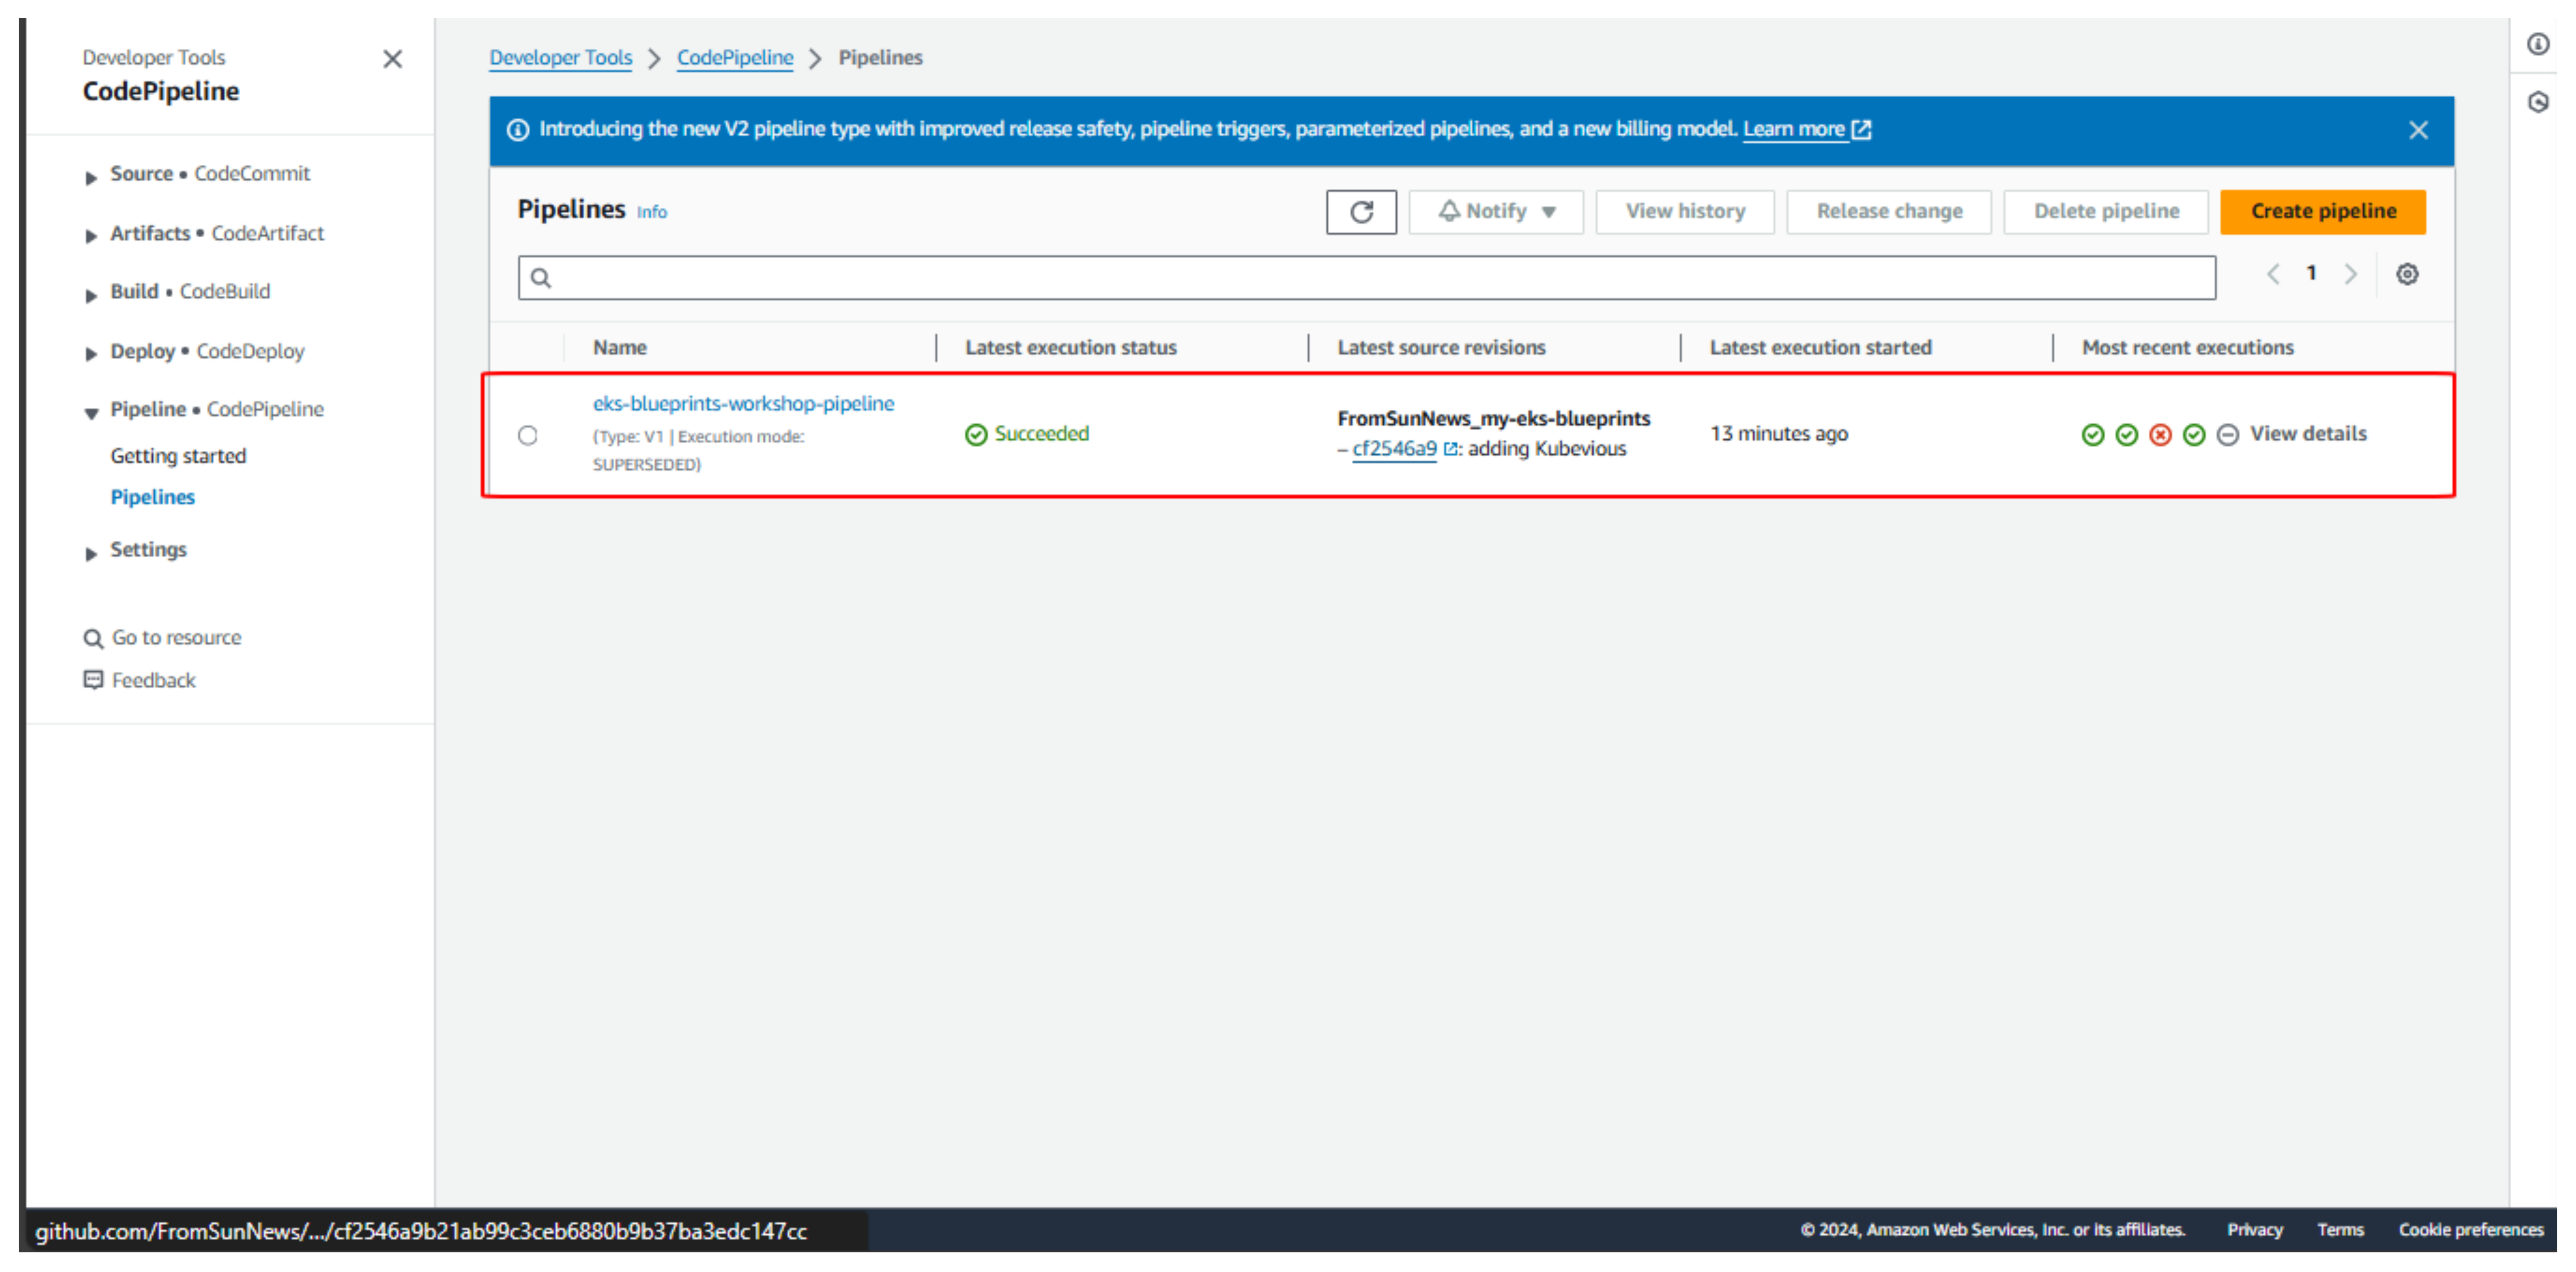 Developer Tools
CodePipeline
Source • CodeCommit
Artifacts • CodeArtifact
Build • CodeBuild
Deploy • CodeDeploy
Pipeline • CodePipeline
Getting started
Pipelines
Settings
Go to resource
Feedback
Developer Tools > CodePipeline > Pipelines
Introducing the new V2 pipeline type with improved release safety, pipeline triggers, parameterized pipelines, and a new billing model. Learn more
Pipelines Info
Notify
View history
Release change
Delete pipeline
Create pipeline
1
Name
Latest execution status
Latest source revisions
Latest execution started
Most recent executions
eks-blueprints-workshop-pipeline
(Type: V1 | Execution mode:
SUPERSEDED)
Succeeded
FromSunNews_my-eks-blueprints
– cf2546a9 : adding Kubevious
13 minutes ago
View details
github.com/FromSunNews/.../cf2546a9b21ab99c3ceb6880b9b37ba3edc147cc
© 2024, Amazon Web Services, Inc. or its affiliates. Privacy Terms Cookie preferences